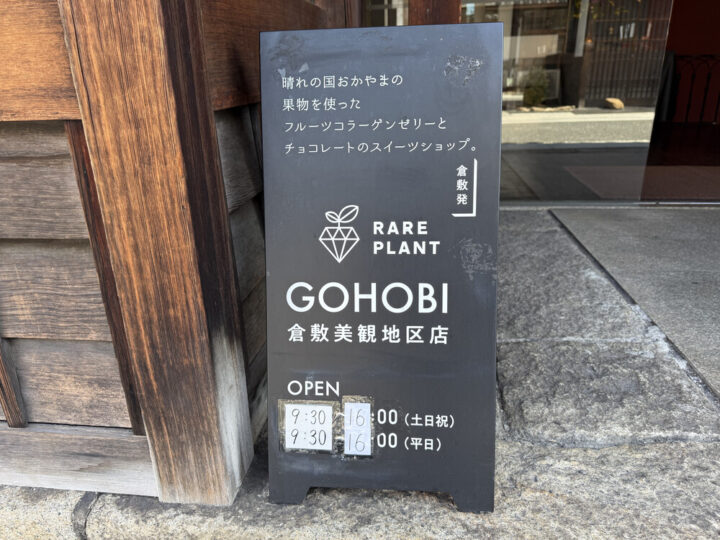 晴れの国おかやまの
果物を使った
フルーツコラーゲンゼリーと
チョコレートのスイーツショップ。
倉敷発
RARE
PLANT
GOHOBI
倉敷美観地区店
OPEN
9:30 16:00（土日祝）
9:30 16:00（平日）